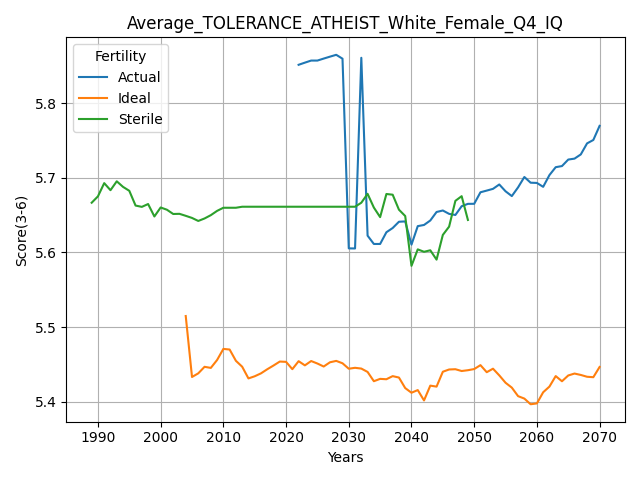 Average_TOLERANCE_ATHEIST_White_Female_Q4_IQ
Fertility
Actual
Ideal
Sterile
Score(3-6)
5.8
5.7
5.6
5.5
5.4
1990 2000 2010 2020 2030 2040 2050 2060 2070
Years